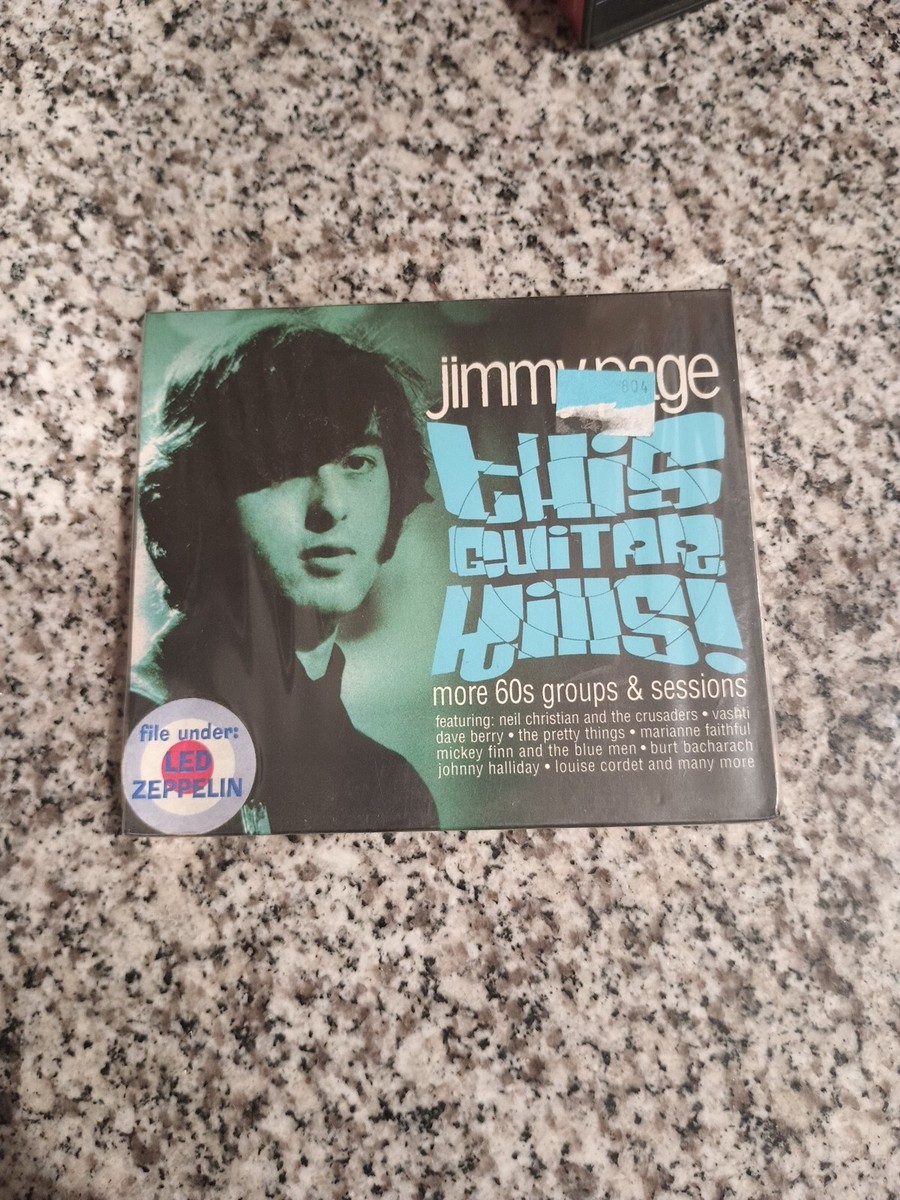 jimmy page
804
this
guitar
kills!
more 60s groups & sessions
featuring: neil christian and the crusaders • vashti
dave berry • the pretty things • marianne faithful
mickey finn and the blue men • burt bacharach
johnny halliday • louise cordet and many more
file under:
LED
ZEPPELIN